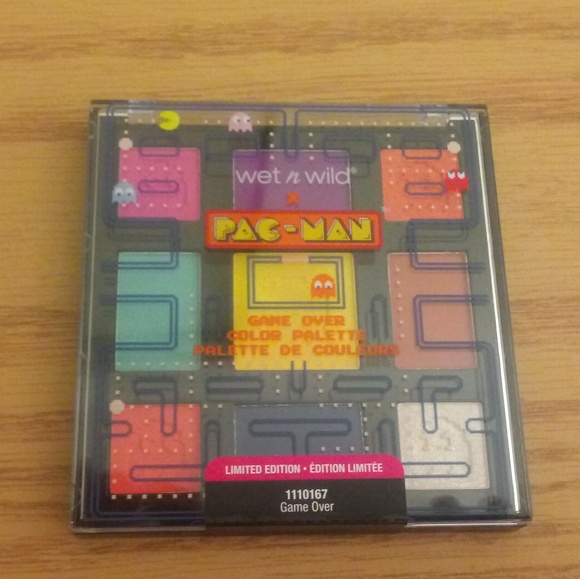 wet n wild®
x
PAC-MAN
GAME OVER
COLOR PALETTE
PALETTE DE COULEURS
LIMITED EDITION • ÉDITION LIMITÉE
1110167
Game Over